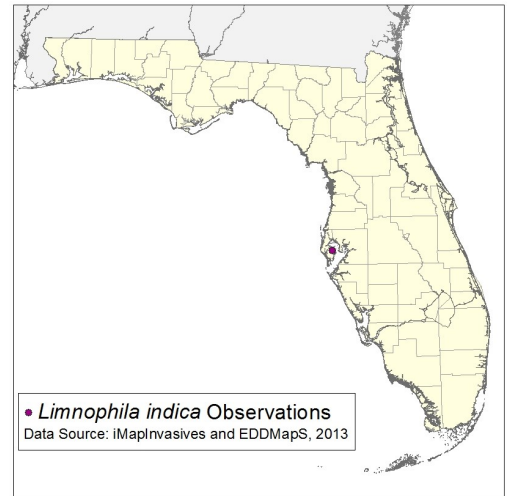 Limnophila indica Observations
Data Source: iMapInvasives and EDDMapS, 2013